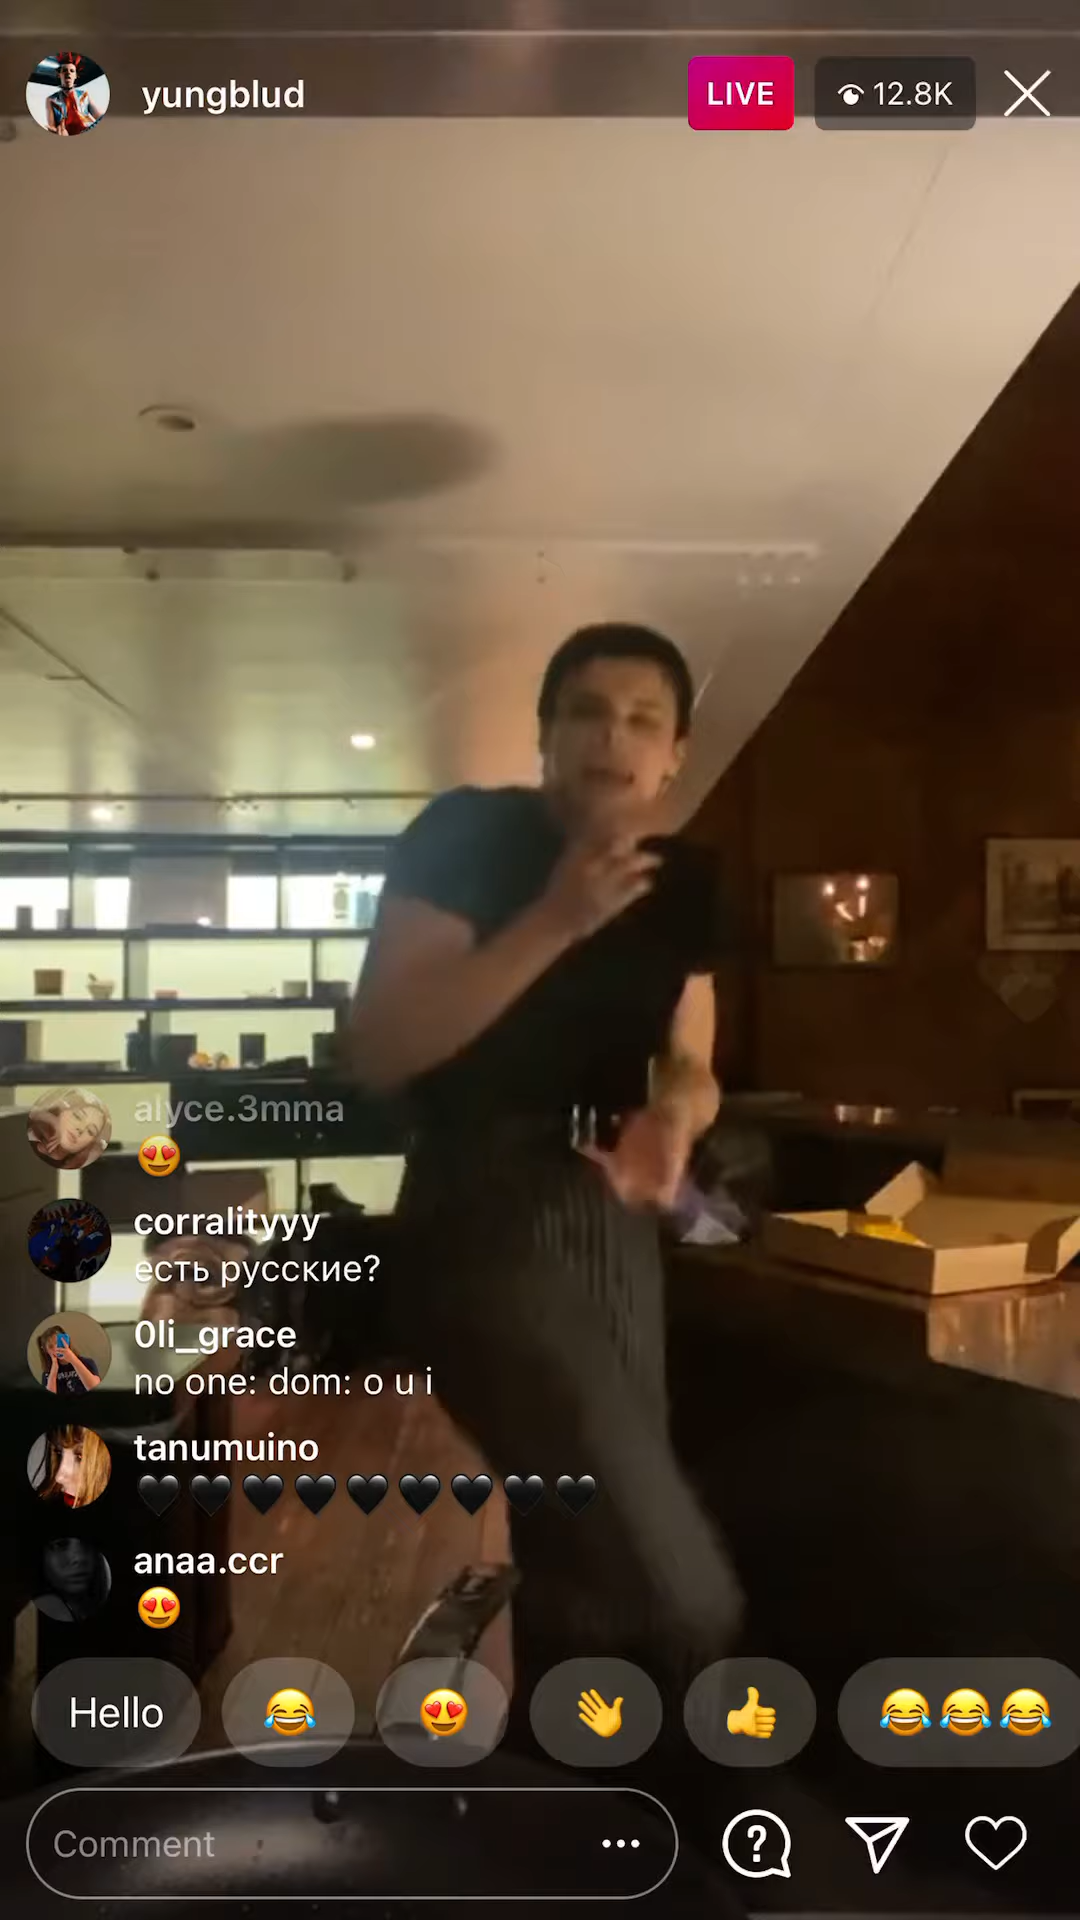 yungblud
LIVE
12.8K
alyce.3mma
😍
corralityyy
есть русские?
0li_grace
no one: dom: o u i
tanumuino
🖤🖤🖤🖤🖤🖤🖤🖤🖤
anaa.ccr
😍
Hello 😂 😍 👋 👍 😂😂😂
Comment